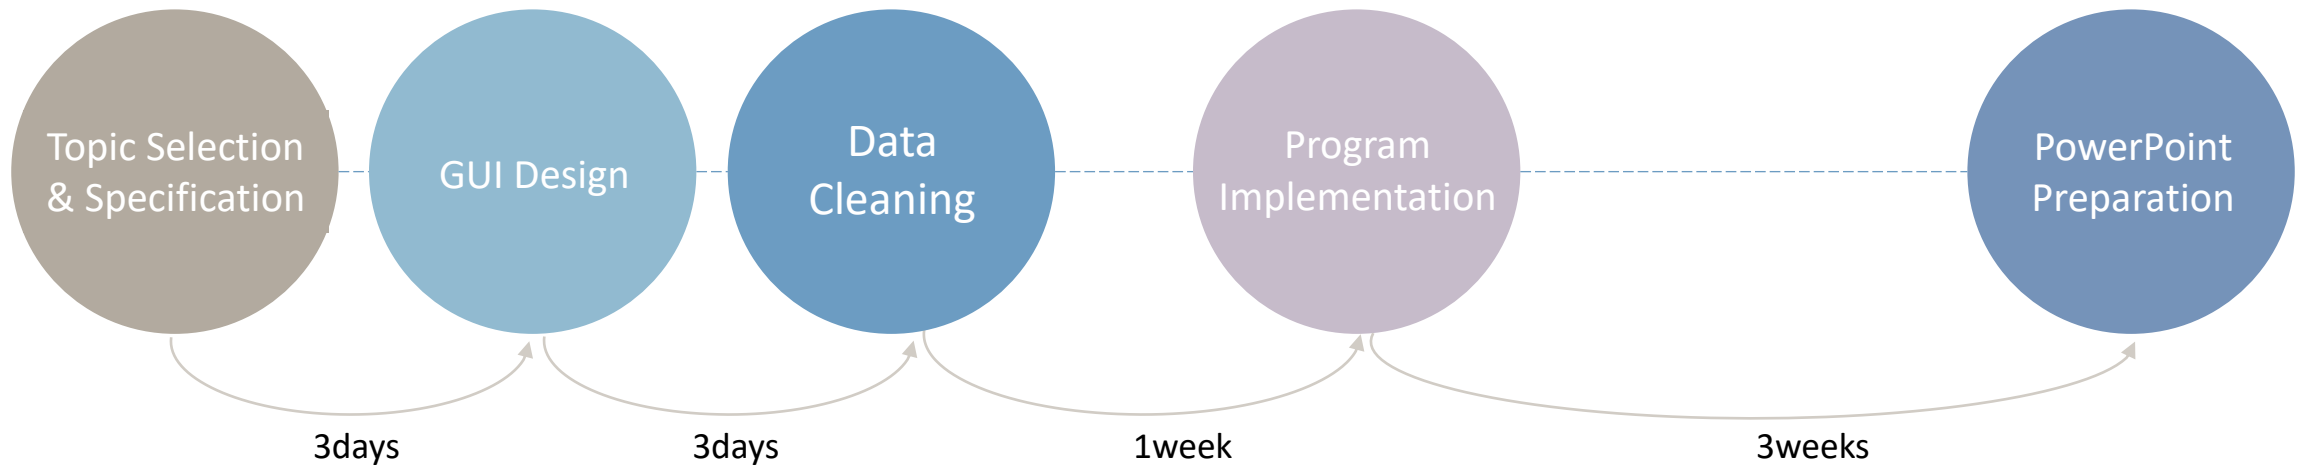 Topic Selection
& Specification
GUI Design
Data
Cleaning
Program
Implementation
PowerPoint
Preparation
3days
3days
1week
3weeks